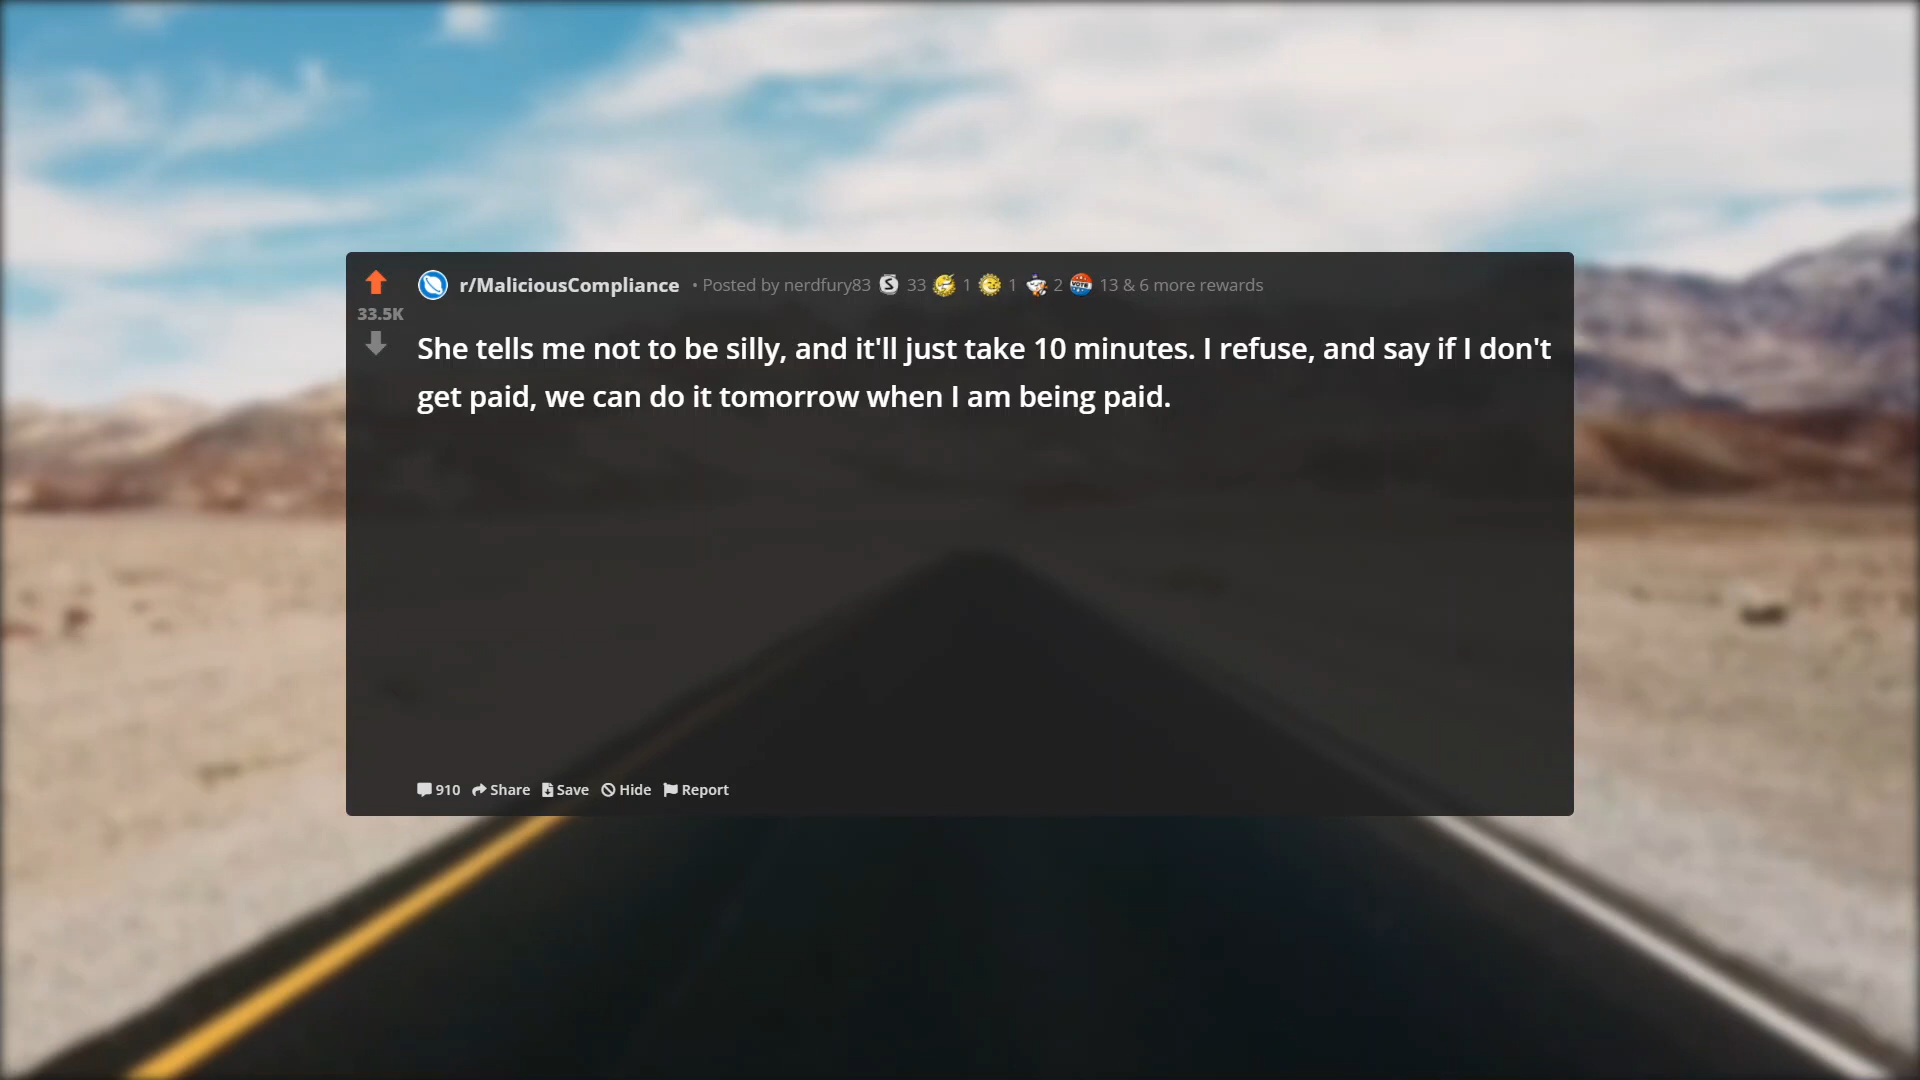 r/MaliciousCompliance • Posted by nerdfury83 33 1 1 2 VOTE 13 & 6 more rewards
33.5K
She tells me not to be silly, and it'll just take 10 minutes. I refuse, and say if I don't
get paid, we can do it tomorrow when I am being paid.
910 Share Save Hide Report